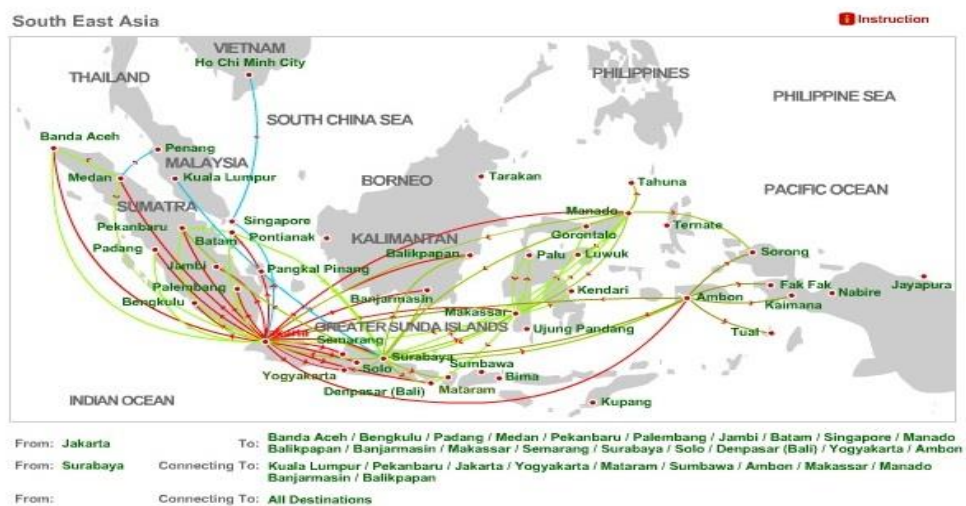 South East Asia
i Instruction
VIETNAM
Ho Chi Minh City
THAILAND
PHILIPPINES
PHILIPPINE SEA
SOUTH CHINA SEA
Banda Aceh
Penang
MALAYSIA
Medan
Kuala Lumpur
BORNEO
Tarakan
Tahuna
PACIFIC OCEAN
SUMATRA
Manado
Pekanbaru
Singapore
Ternate
Batam
Pontianak
KALIMANTAN
Gorontalo
Padang
Balikpapan
Palu
Luwuk
Sorong
Jambi
Pangkal Pinang
Jayapura
Palembang
Banjarmasin
Kendari
Fak Fak
Nabire
Bengkulu
Ambon
Kaimana
Makassar
Jakarta
GREATER SUNDA ISLANDS
Ujung Pandang
Tual
Semarang
Surabaya
Solo
Sumbawa
Yogyakarta
Bima
Denpasar (Bali)
Mataram
INDIAN OCEAN
Kupang
From: Jakarta To: Banda Aceh / Bengkulu / Padang / Medan / Pekanbaru / Palembang / Jambi / Batam / Singapore / Manado
Balikpapan / Banjarmasin / Makassar / Semarang / Surabaya / Solo / Denpasar (Bali) / Yogyakarta / Ambon
From: Surabaya Connecting To: Kuala Lumpur / Pekanbaru / Jakarta / Yogyakarta / Mataram / Sumbawa / Ambon / Makassar / Manado
Banjarmasin / Balikpapan
From: Connecting To: All Destinations